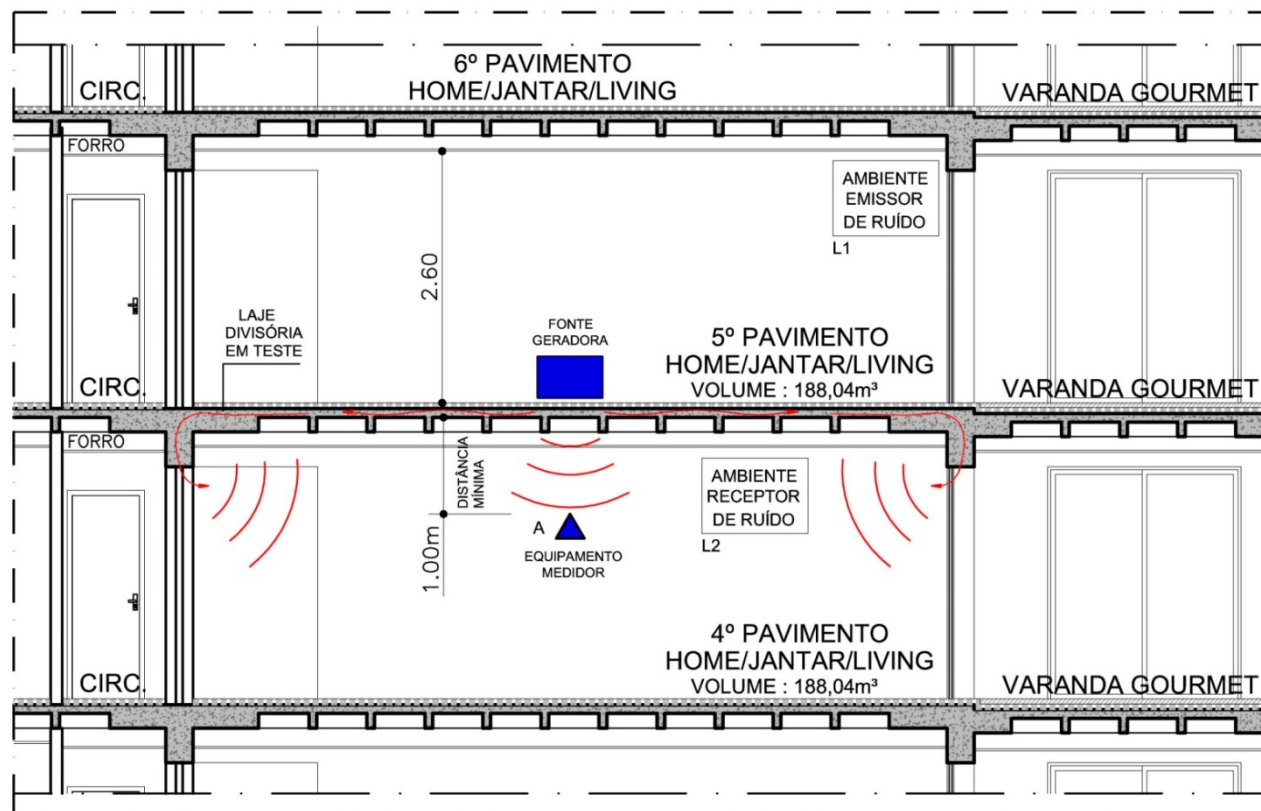 6º PAVIMENTO
HOME/JANTAR/LIVING
CIRC.
VARANDA GOURMET
FORRO
AMBIENTE
EMISSOR
DE RUÍDO
L1
2.60
LAJE
DIVISÓRIA
EM TESTE
FONTE
GERADORA
5º PAVIMENTO
HOME/JANTAR/LIVING
VOLUME : 188,04m³
CIRC.
VARANDA GOURMET
FORRO
DISTÂNCIA
MÍNIMA
1.00m
A
EQUIPAMENTO
MEDIDOR
AMBIENTE
RECEPTOR
DE RUÍDO
L2
4º PAVIMENTO
HOME/JANTAR/LIVING
VOLUME : 188,04m³
CIRC.
VARANDA GOURMET